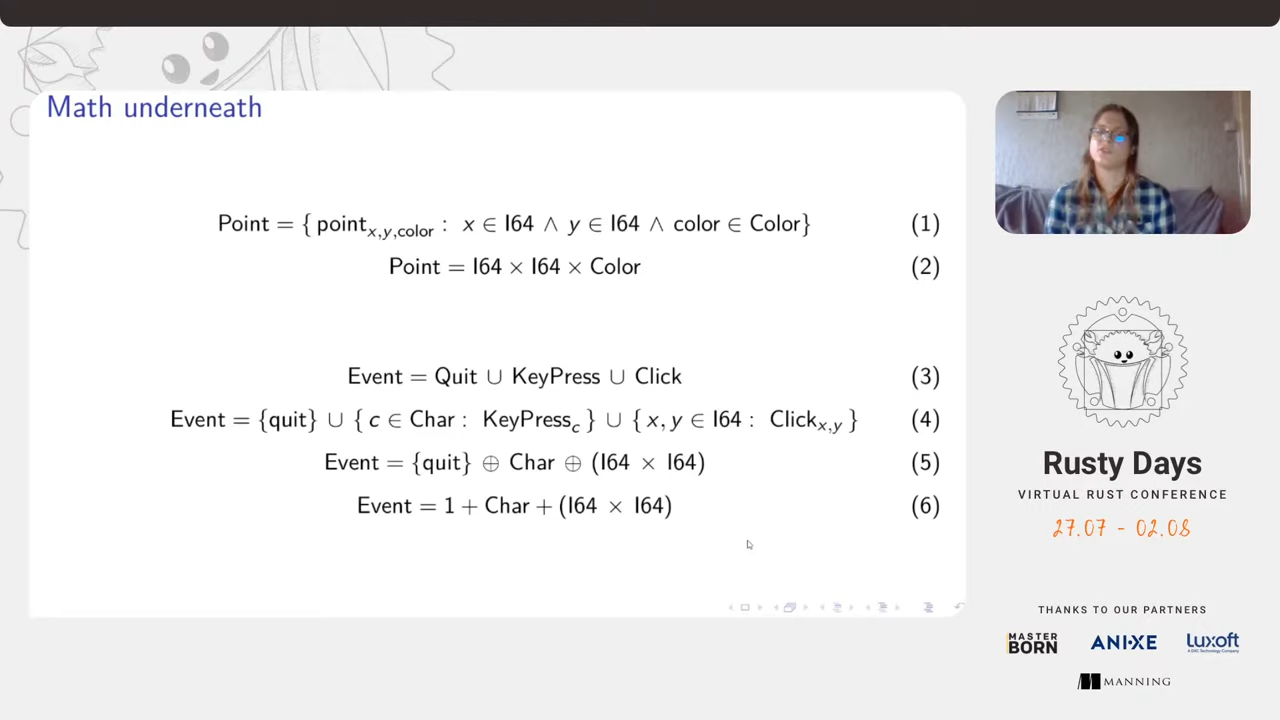 Math underneath
Point = { point_{x,y,color} : x ∈ I64 ∧ y ∈ I64 ∧ color ∈ Color} (1)
Point = I64 × I64 × Color (2)
Event = Quit ∪ KeyPress ∪ Click (3)
Event = {quit} ∪ { c ∈ Char : KeyPress_c } ∪ { x, y ∈ I64 : Click_{x,y} } (4)
Event = {quit} ⊕ Char ⊕ (I64 × I64) (5)
Event = 1 + Char + (I64 × I64) (6)
Rusty Days
VIRTUAL RUST CONFERENCE
27.07 - 02.08
THANKS TO OUR PARTNERS
MASTER
BORN
ANIXE
luxoft
MANNING